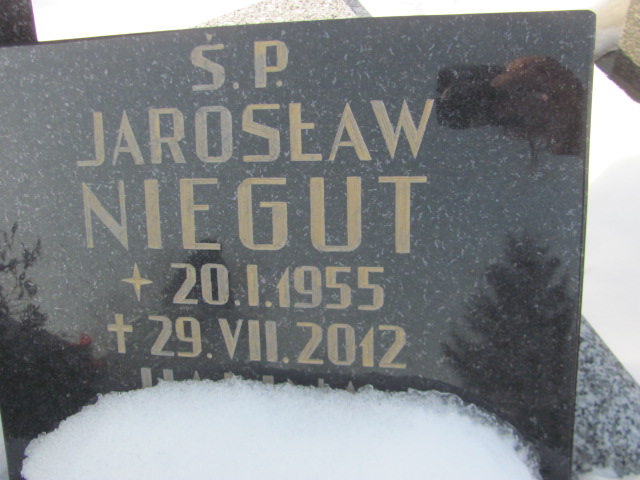 Ś.P.
JAROSŁAW
NIEGUT
20.I.1955
✝ 29.VII.2012